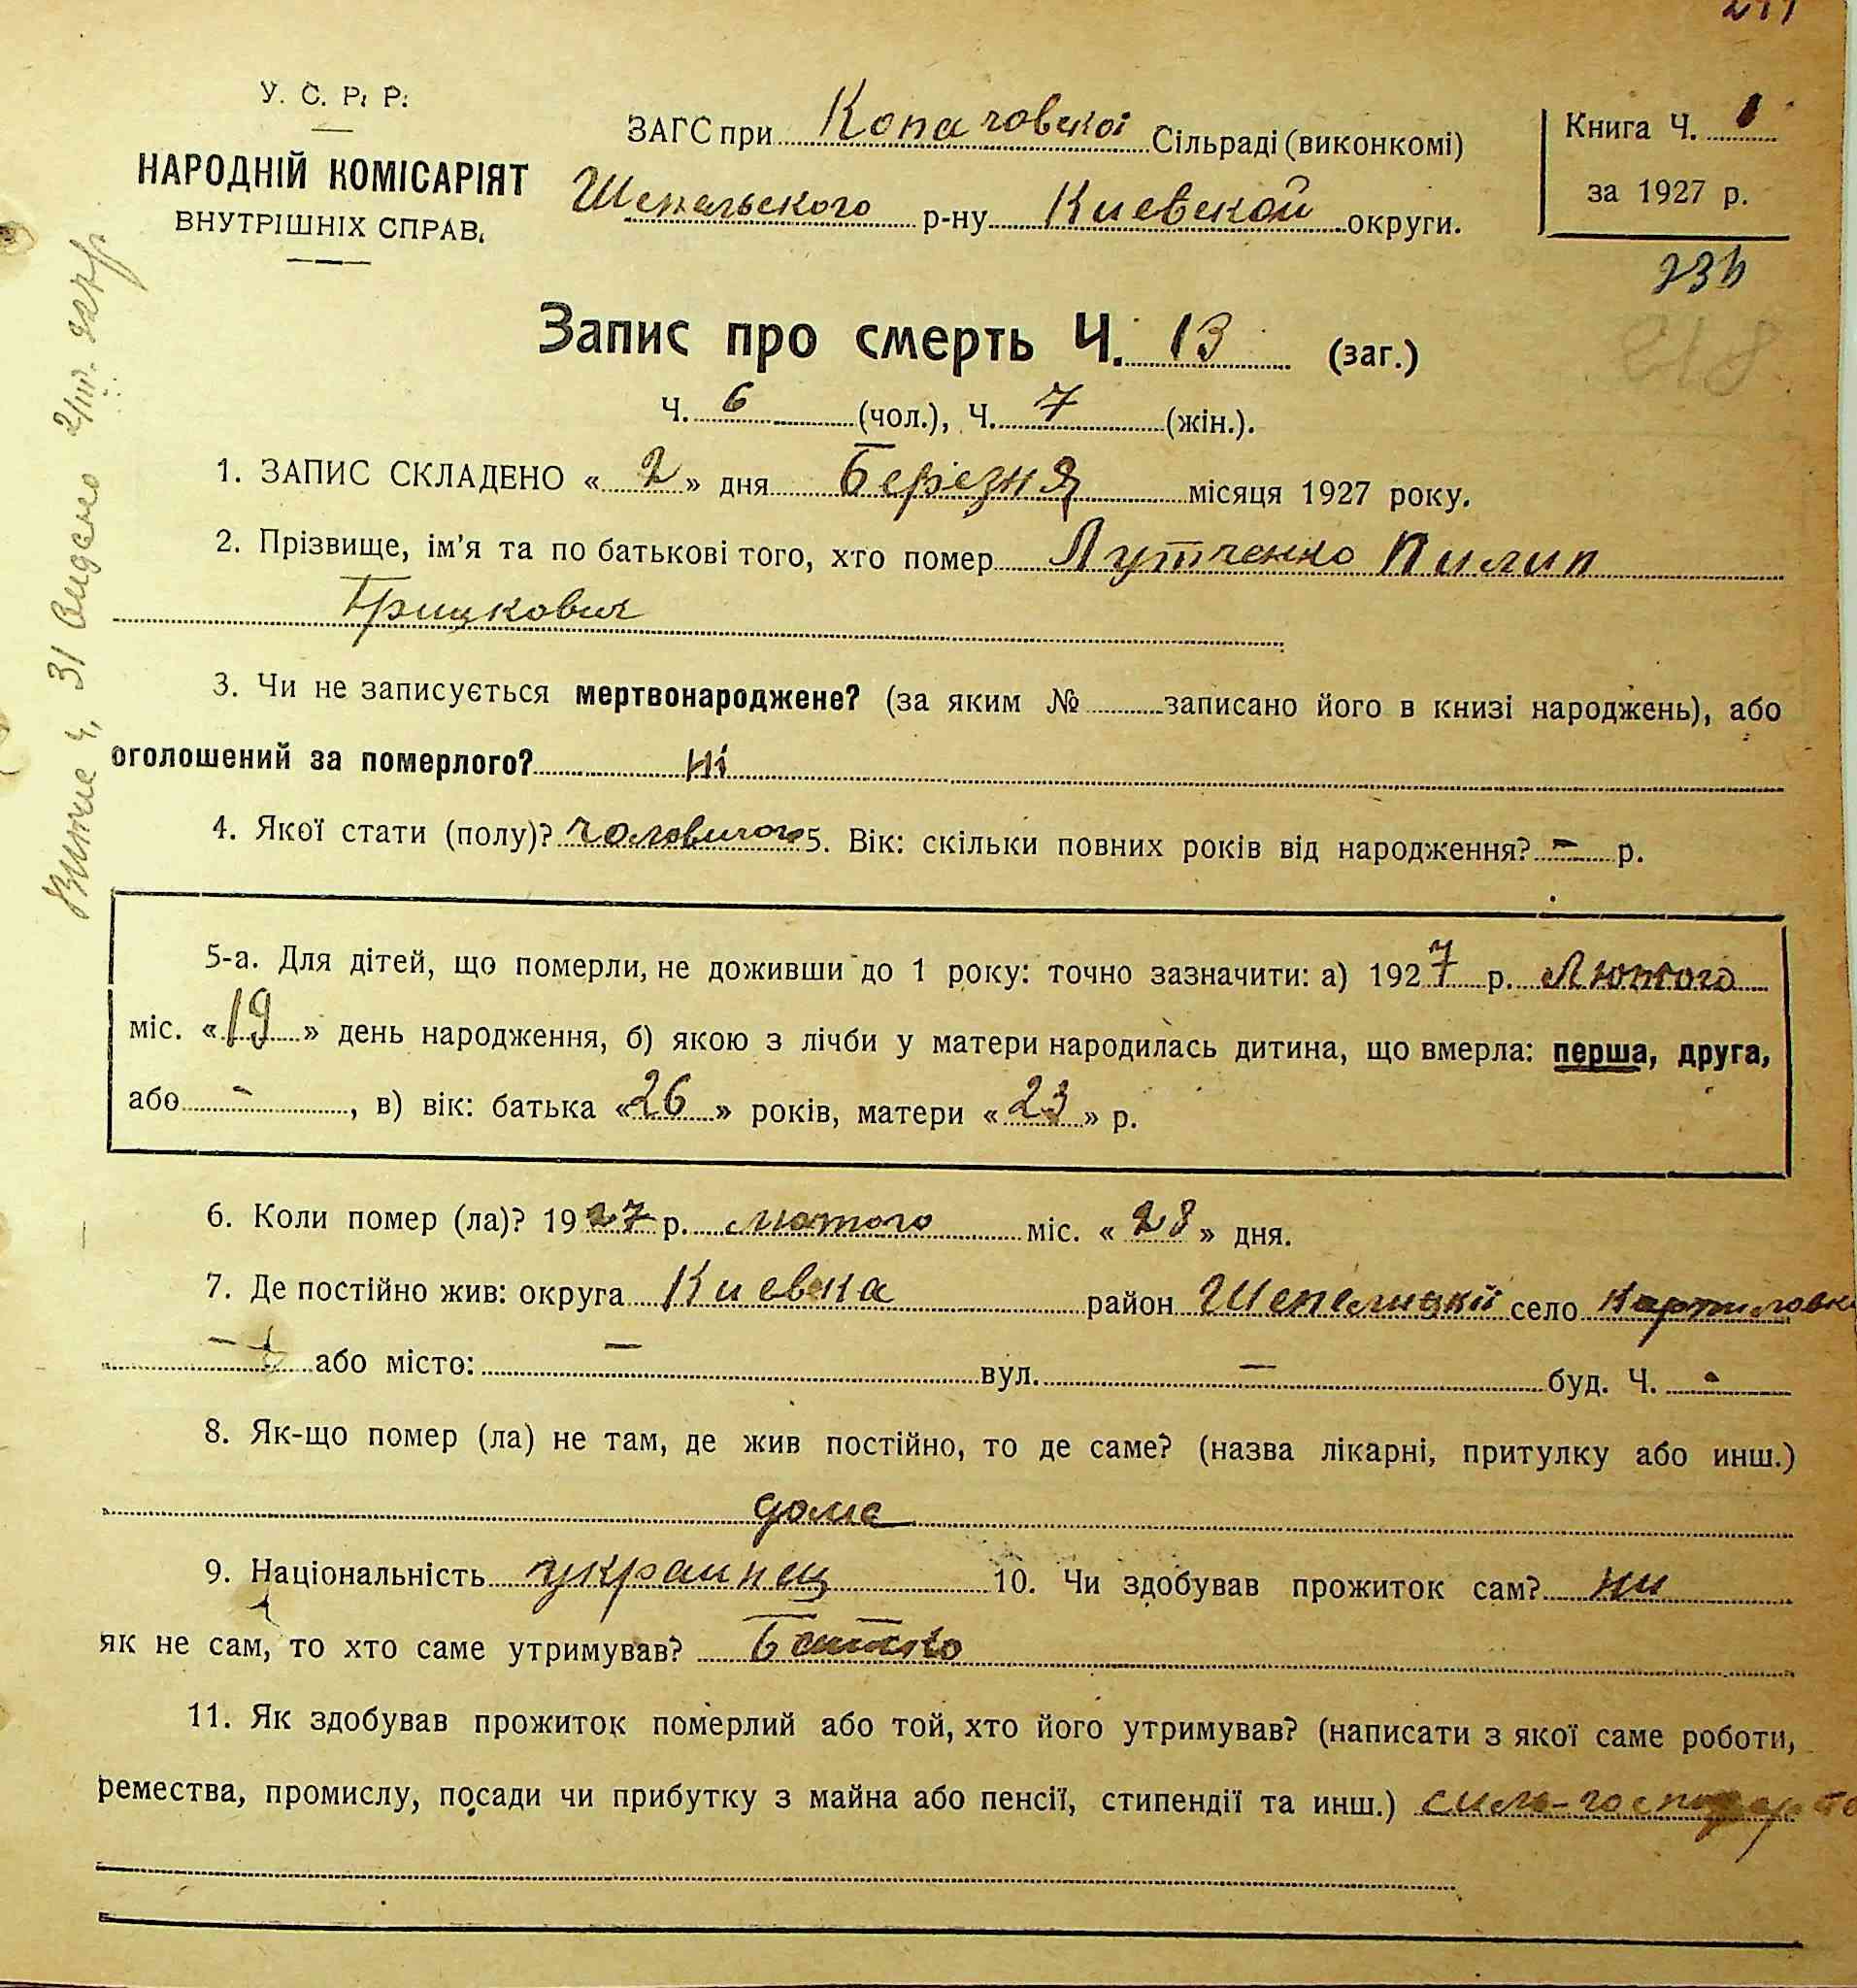 У. С. Р. Р.
НАРОДНІЙ КОМІСАРІЯТ
ВНУТРІШНІХ СПРАВ.
ЗАГС при Копачовской Сільраді (виконкомі)
р-ну Киевской округи.
Книга Ч. 1
за 1927 р.
218
Запис про смерть Ч. 13 (заг.)
Ч. 6 (чол.), Ч. 7 (жін.).
1. ЗАПИС СКЛАДЕНО « 2 » дня Березня місяця 1927 року.
2. Прізвище, ім'я та по батькові того, хто помер Лутченко Пилип
Грицкович
3. Чи не записується мертвонароджене? (за яким № записано його в книзі народжень), або
оголошений за померлого? Ні
4. Якої стати (полу)? чоловичого 5. Вік: скільки повних років від народження? – р.
5-а. Для дітей, що померли, не доживши до 1 року: точно зазначити: а) 1927 р. Лютого
міс. « 19 » день народження, б) якою з лічби у матери народилась дитина, що вмерла: перша, друга,
або - , в) вік: батька « 26 » років, матери « 23 » р.
6. Коли помер (ла)? 1927 р. лютого міс. « 28 » дня.
7. Де постійно жив: округа Киевска район Шепелицкій село
– або місто: – вул. – буд. Ч. -
8. Як-що помер (ла) не там, де жив постійно, то де саме? (назва лікарні, притулку або инш.)
дома
9. Національність украинец 10. Чи здобував прожиток сам? ни
як не сам, то хто саме утримував? Батько
11. Як здобував прожиток померлий або той, хто його утримував? (написати з якої саме роботи,
ремества, промислу, посади чи прибутку з майна або пенсії, стипендії та инш.)